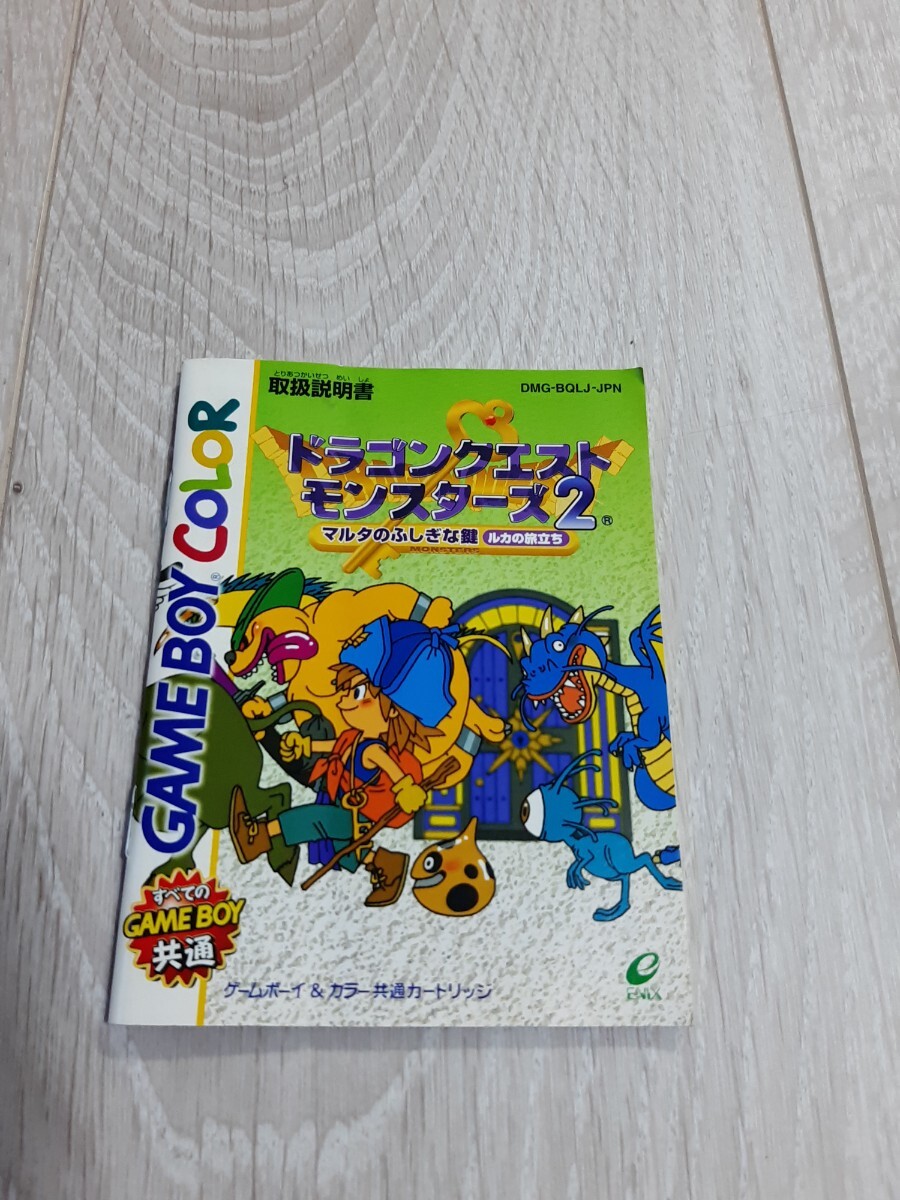 とりあつかいせつ めい しょ
取扱説明書
DMG-BQLJ-JPN
ドラゴンクエスト
モンスターズ2®
マルタのふしぎな鍵 ルカの旅立ち
MONSTERS
GAME BOY COLOR
すべての
GAME BOY
共通
ゲームボーイ & カラー共通カートリッジ
e
ENIX